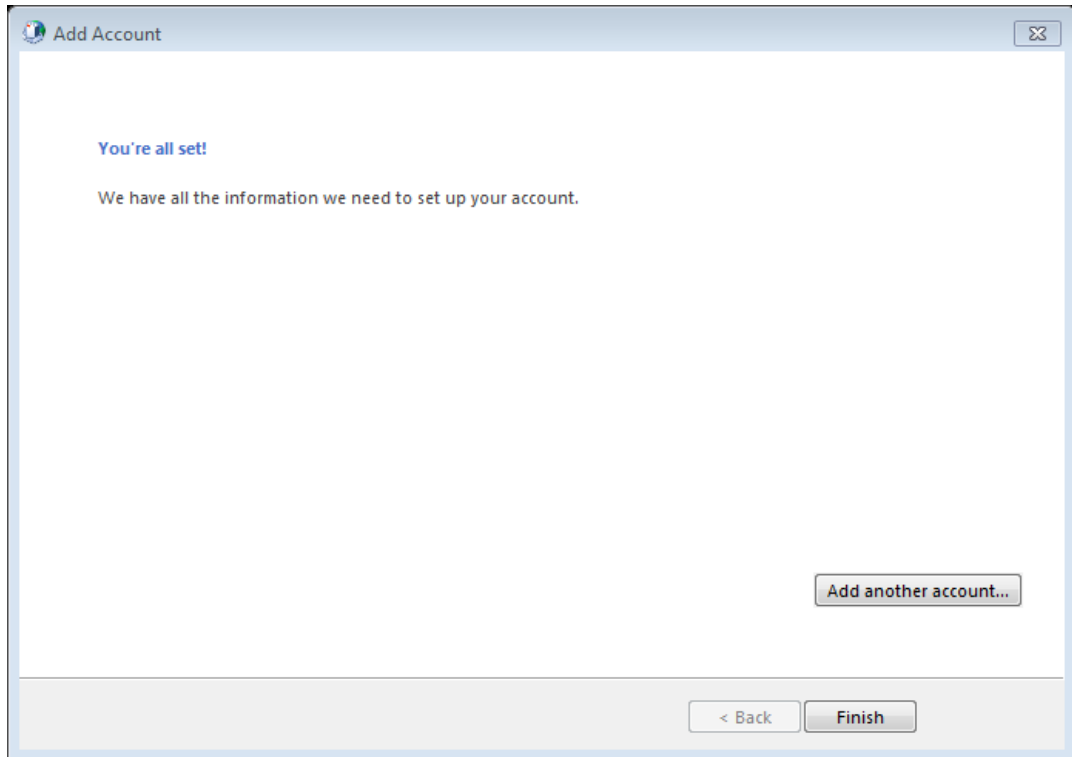 Add Account
You're all set!
We have all the information we need to set up your account.
Add another account...
< Back
Finish